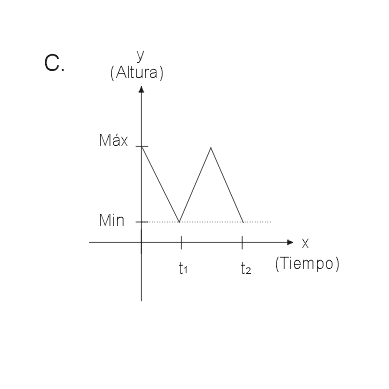 C.
y
(Altura)
Máx
Min
x
t₁
t₂
(Tiempo)